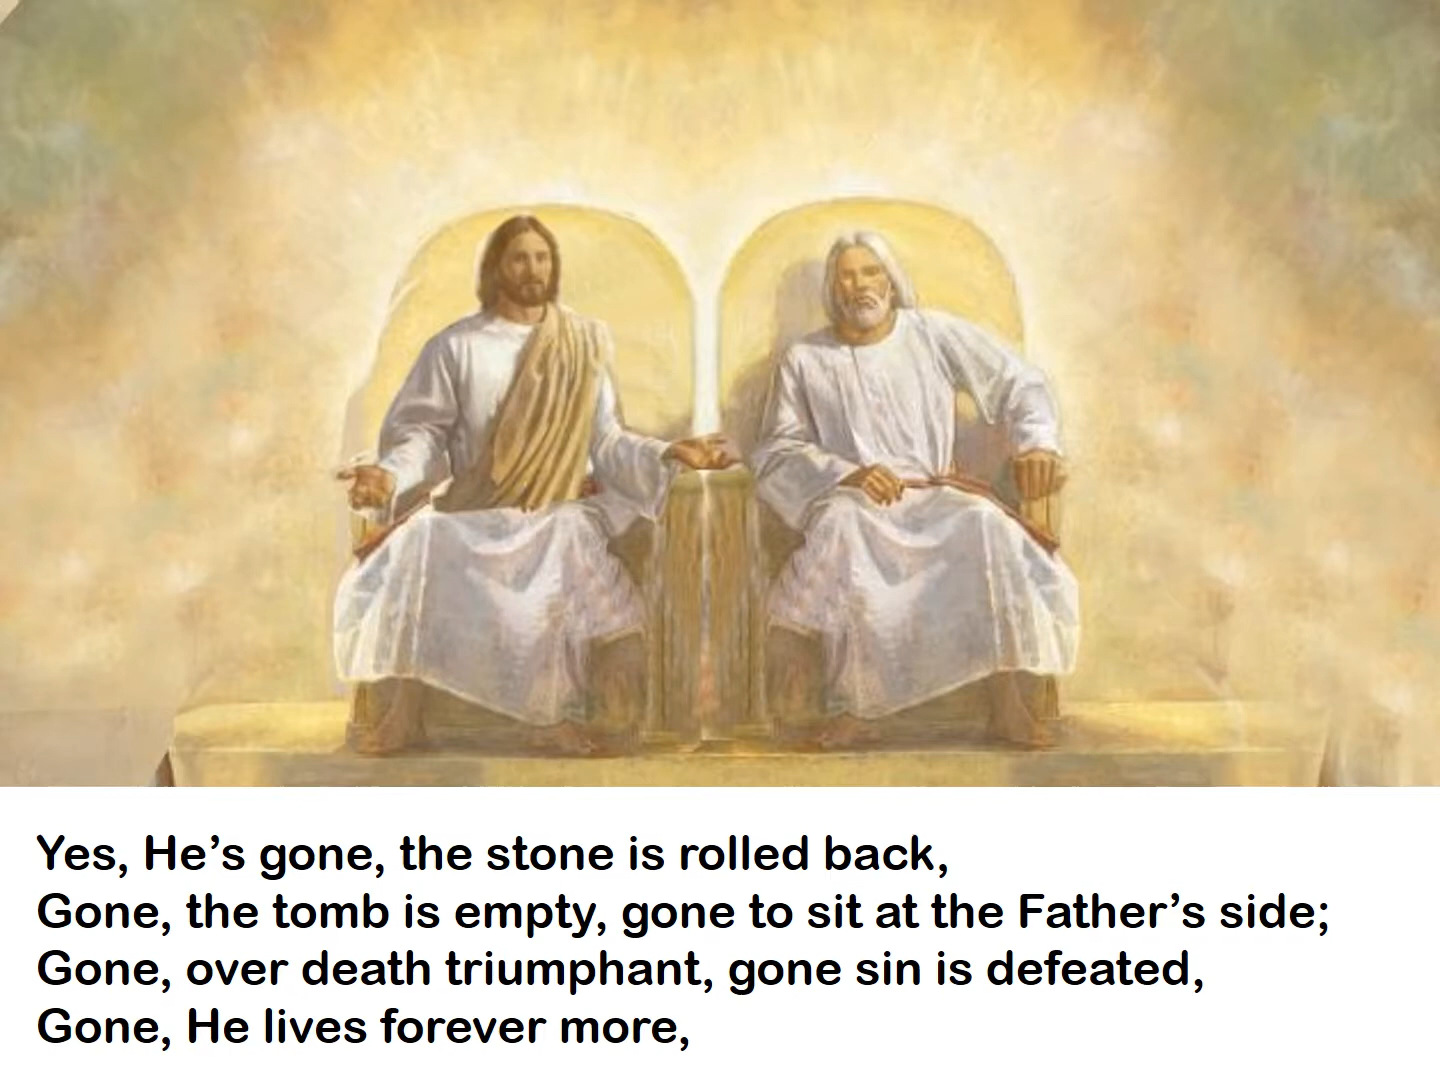 Yes, He’s gone, the stone is rolled back,
Gone, the tomb is empty, gone to sit at the Father’s side;
Gone, over death triumphant, gone sin is defeated,
Gone, He lives forever more,